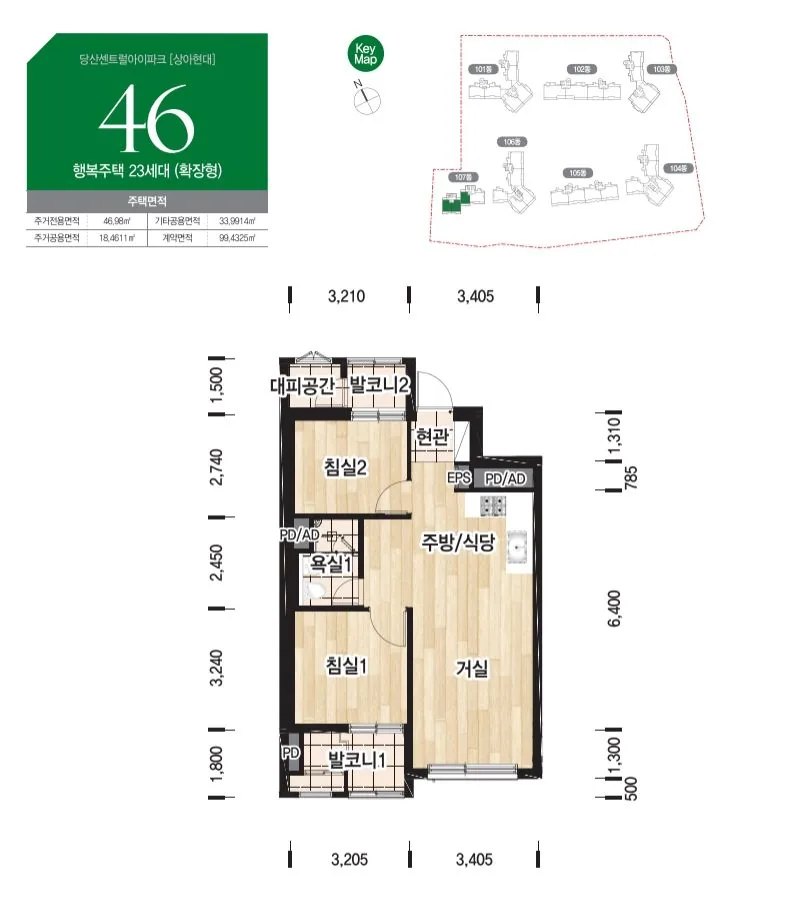 당산센트럴아이파크 [상아현대]
46
행복주택 23세대 (확장형)
주택면적
주거전용면적 46.98㎡ 기타공용면적 33.9914㎡
주거공용면적 18.4611㎡ 계약면적 99.4325㎡
Key
Map
N
101동
102동
103동
106동
107동
105동
104동
3,210
3,405
1,500
2,740
2,450
3,240
1,800
대피공간
발코니2
현관
침실2
EPS
PD/AD
PD/AD
주방/식당
욕실1
침실1
거실
PD
발코니1
1,310
785
6,400
1,300
500
3,205
3,405